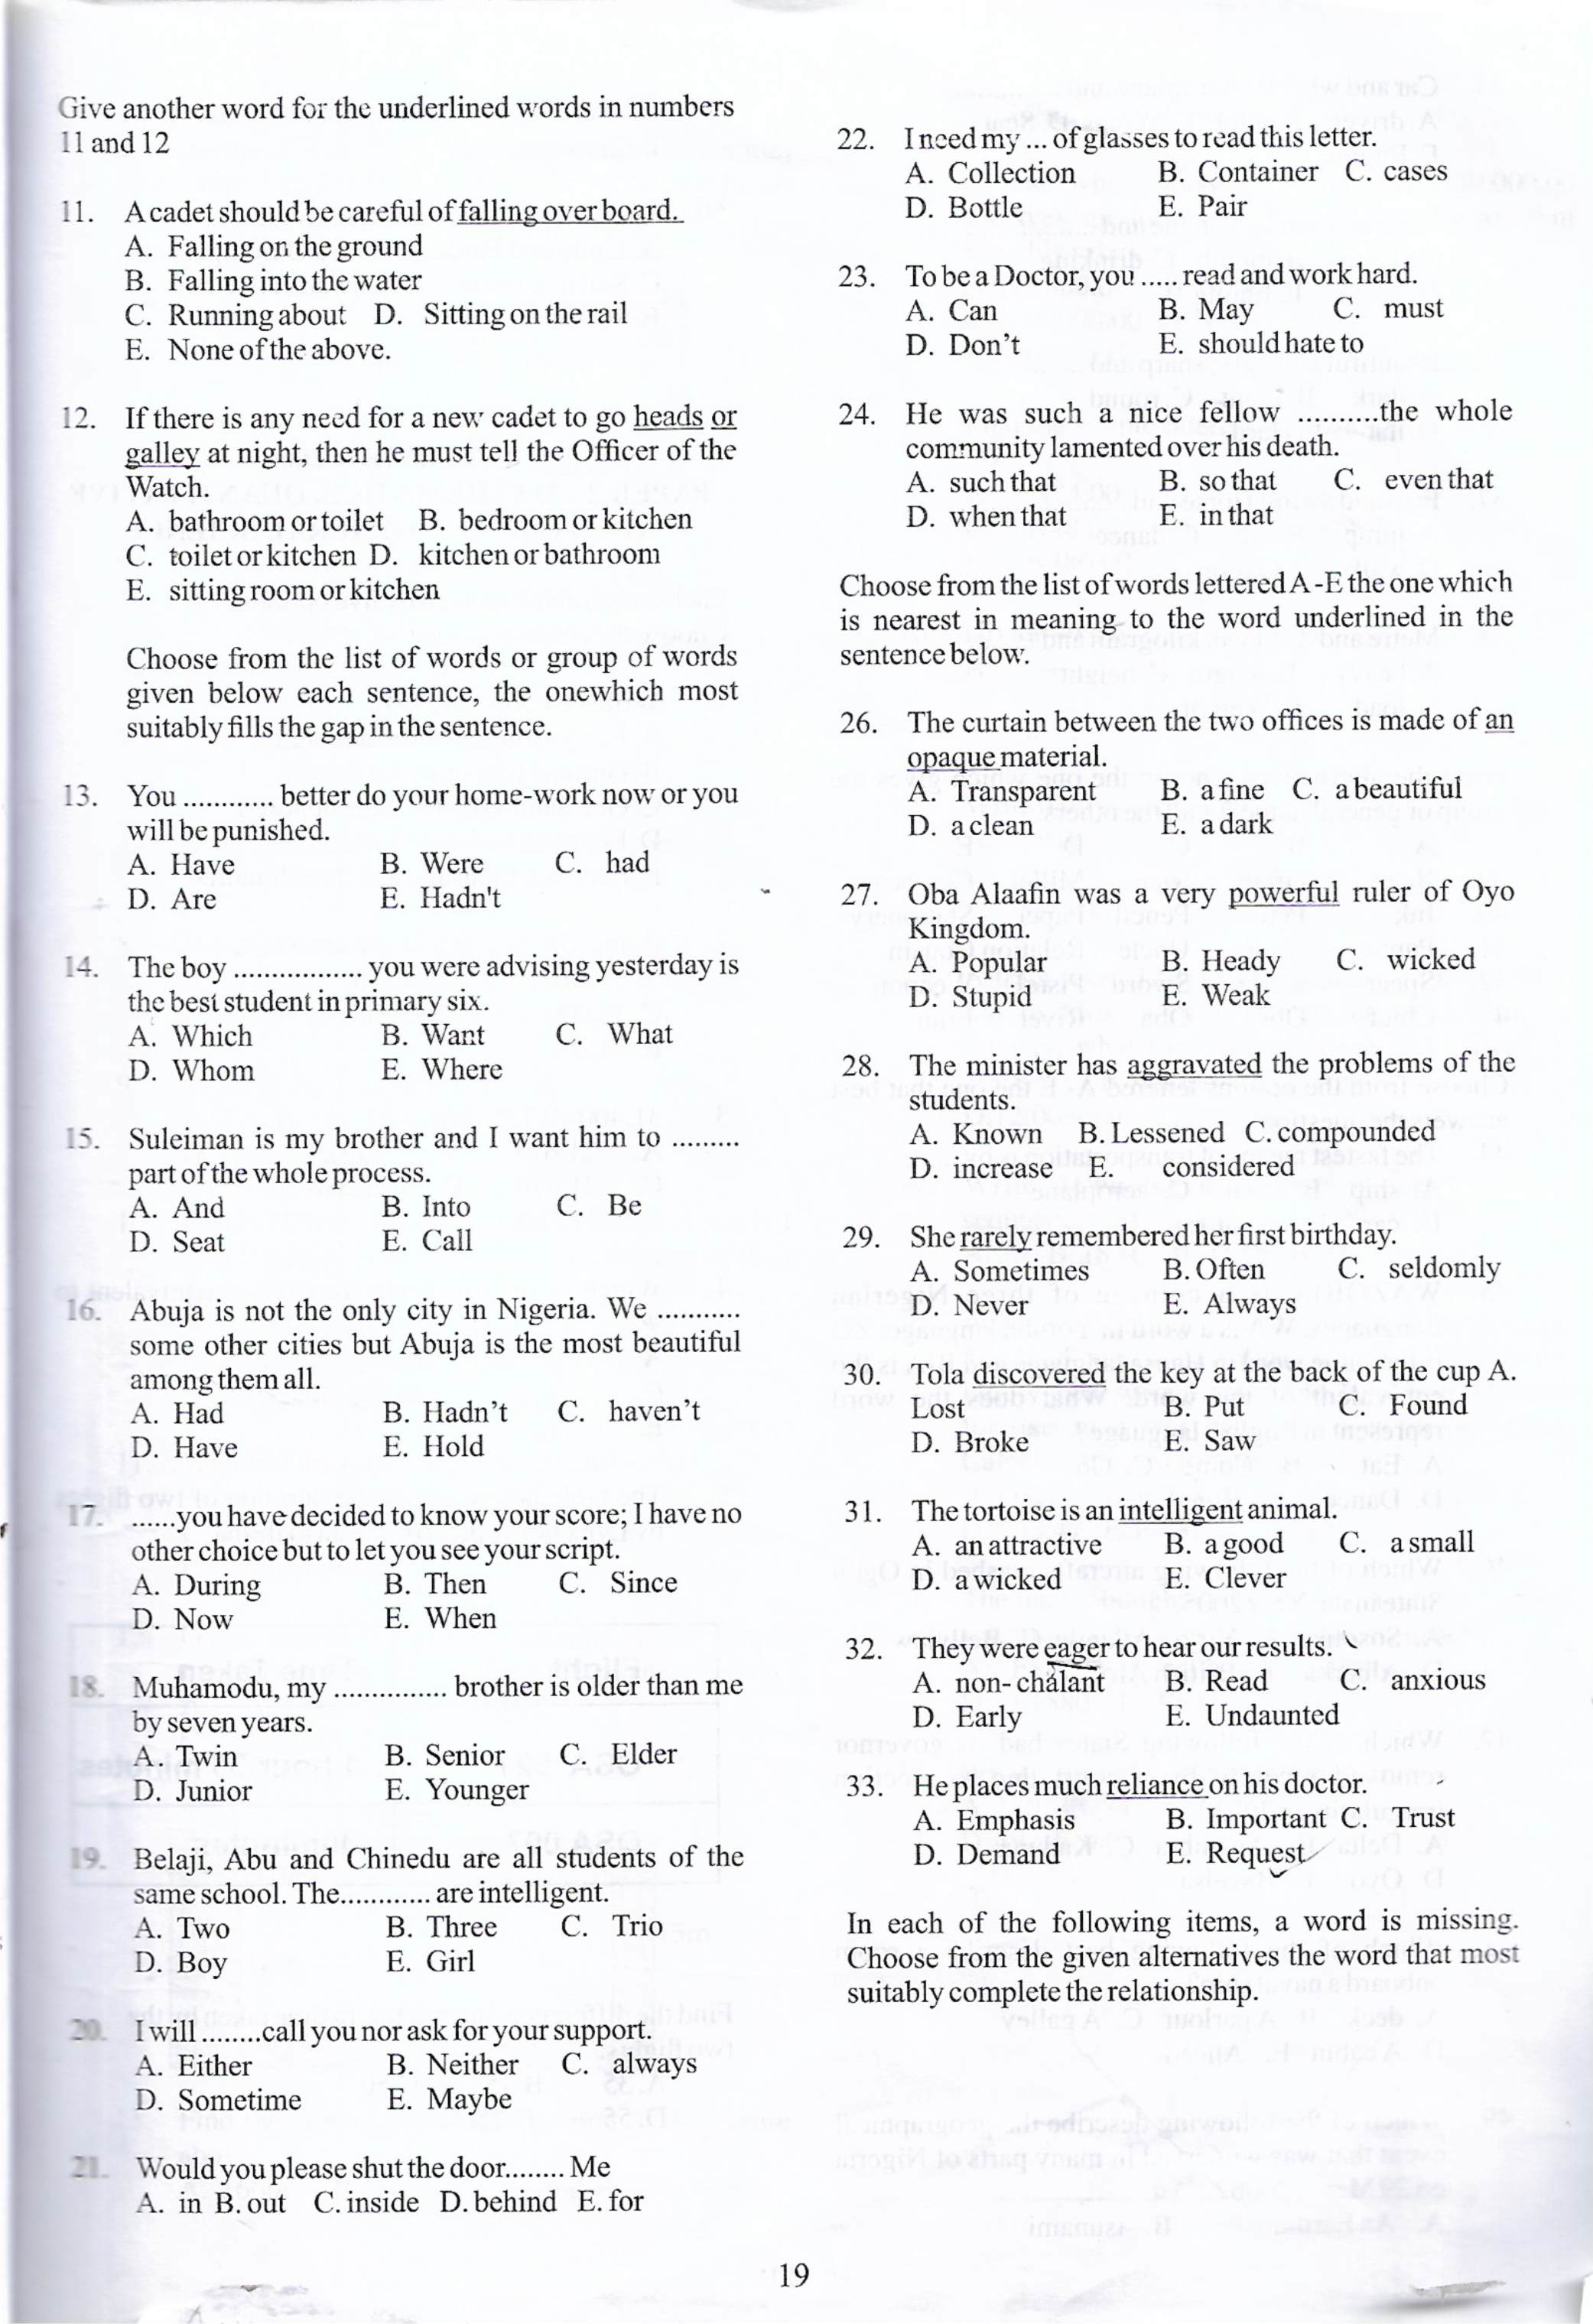 Give another word for the underlined words in numbers
11 and 12
11. A cadet should be careful of falling over board.
A. Falling on the ground
B. Falling into the water
C. Running about D. Sitting on the rail
E. None of the above.
12. If there is any need for a new cadet to go heads or
galley at night, then he must tell the Officer of the
Watch.
A. bathroom or toilet B. bedroom or kitchen
C. toilet or kitchen D. kitchen or bathroom
E. sitting room or kitchen
Choose from the list of words or group of words
given below each sentence, the onewhich most
suitably fills the gap in the sentence.
13. You ............ better do your home-work now or you
will be punished.
A. Have B. Were C. had
D. Are E. Hadn't
14. The boy ................. you were advising yesterday is
the best student in primary six.
A. Which B. Want C. What
D. Whom E. Where
15. Suleiman is my brother and I want him to .........
part of the whole process.
A. And B. Into C. Be
D. Seat E. Call
16. Abuja is not the only city in Nigeria. We ...........
some other cities but Abuja is the most beautiful
among them all.
A. Had B. Hadn't C. haven't
D. Have E. Hold
17. ......you have decided to know your score; I have no
other choice but to let you see your script.
A. During B. Then C. Since
D. Now E. When
18. Muhamodu, my ............... brother is older than me
by seven years.
A. Twin B. Senior C. Elder
D. Junior E. Younger
19. Belaji, Abu and Chinedu are all students of the
same school. The............ are intelligent.
A. Two B. Three C. Trio
D. Boy E. Girl
20. I will ........call you nor ask for your support.
A. Either B. Neither C. always
D. Sometime E. Maybe
21. Would you please shut the door........ Me
A. in B. out C. inside D. behind E. for
22. I need my ... of glasses to read this letter.
A. Collection B. Container C. cases
D. Bottle E. Pair
23. To be a Doctor, you ..... read and work hard.
A. Can B. May C. must
D. Don't E. should hate to
24. He was such a nice fellow ..........the whole
community lamented over his death.
A. such that B. so that C. even that
D. when that E. in that
Choose from the list of words lettered A -E the one which
is nearest in meaning to the word underlined in the
sentence below.
26. The curtain between the two offices is made of an
opaque material.
A. Transparent B. a fine C. a beautiful
D. a clean E. a dark
27. Oba Alaafin was a very powerful ruler of Oyo
Kingdom.
A. Popular B. Heady C. wicked
D. Stupid E. Weak
28. The minister has aggravated the problems of the
students.
A. Known B. Lessened C. compounded
D. increase E. considered
29. She rarely remembered her first birthday.
A. Sometimes B. Often C. seldomly
D. Never E. Always
30. Tola discovered the key at the back of the cup A.
Lost B. Put C. Found
D. Broke E. Saw
31. The tortoise is an intelligent animal.
A. an attractive B. a good C. a small
D. a wicked E. Clever
32. They were eager to hear our results.
A. non- chalant B. Read C. anxious
D. Early E. Undaunted
33. He places much reliance on his doctor.
A. Emphasis B. Important C. Trust
D. Demand E. Request
In each of the following items, a word is missing.
Choose from the given alternatives the word that most
suitably complete the relationship.
19